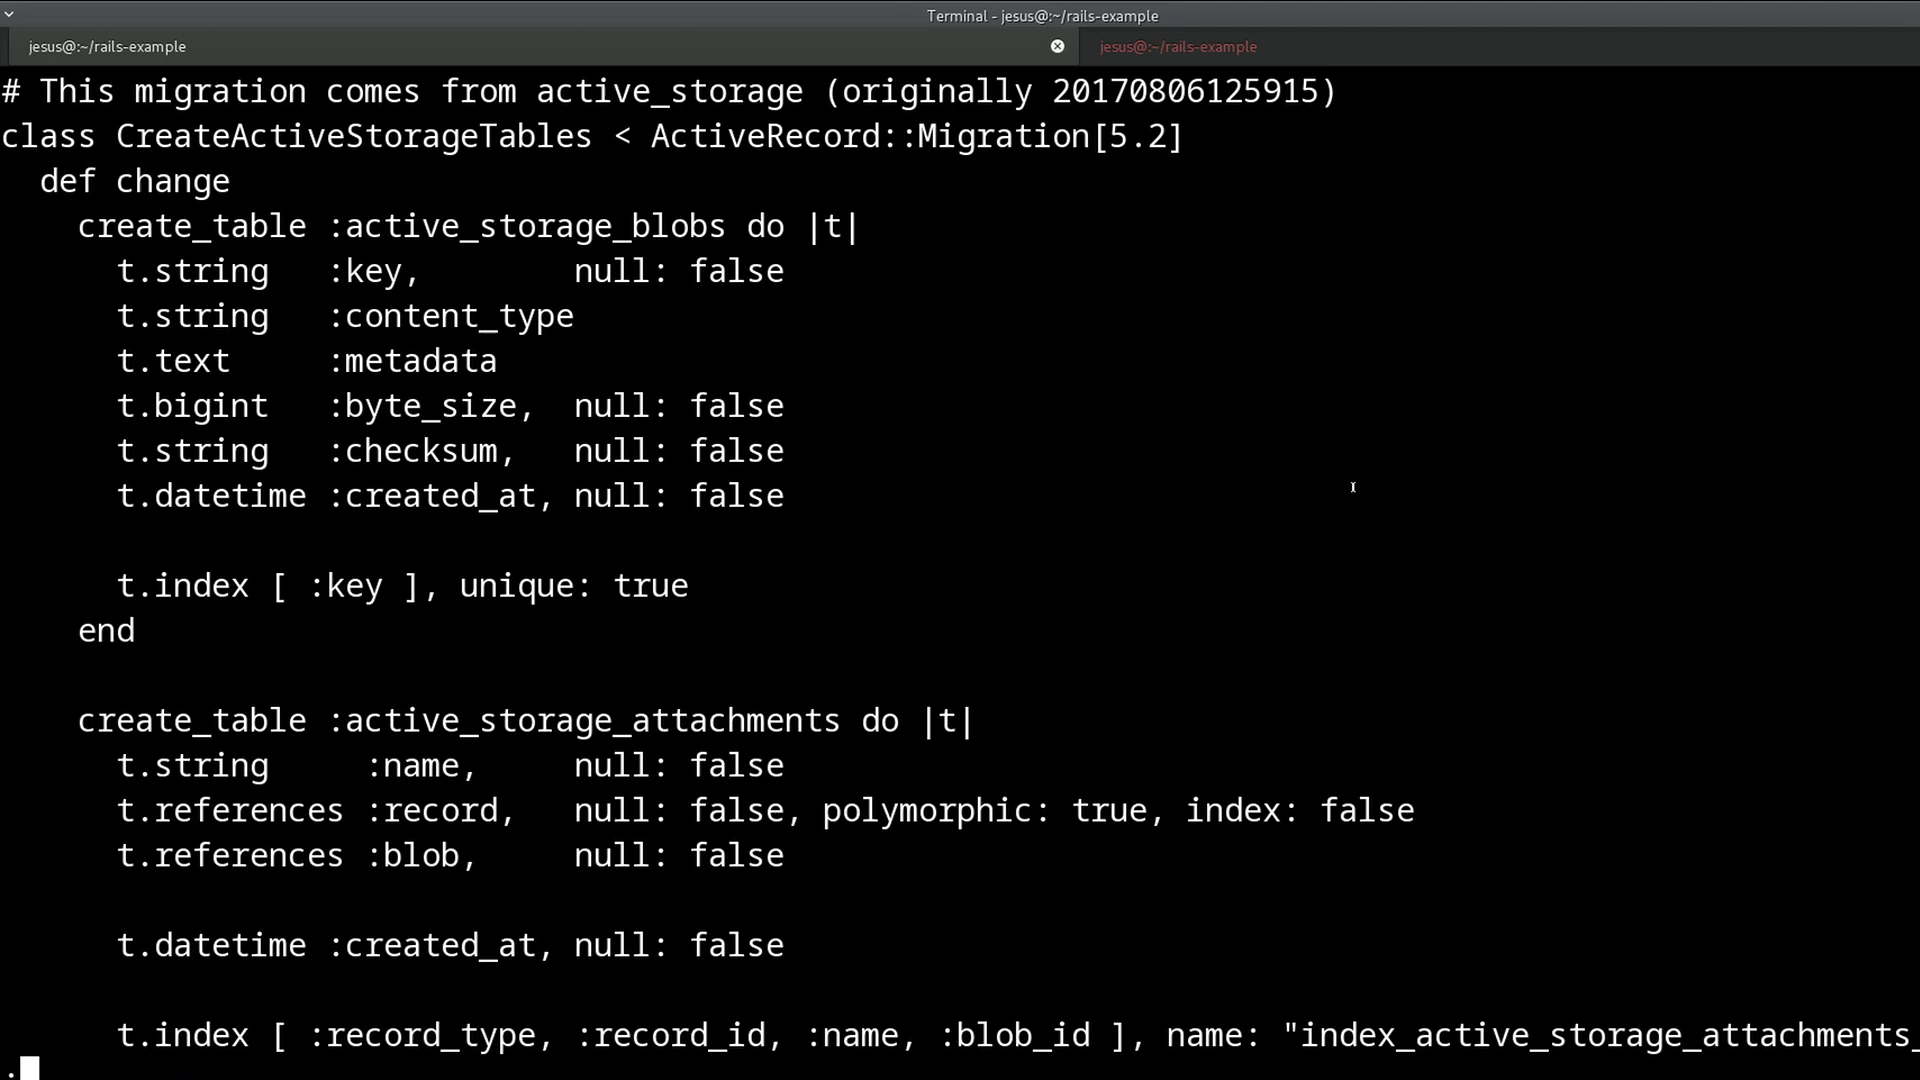 Terminal - jesus@:~/rails-example
jesus@:~/rails-example
jesus@:~/rails-example
# This migration comes from active_storage (originally 20170806125915)
class CreateActiveStorageTables < ActiveRecord::Migration[5.2]
  def change
    create_table :active_storage_blobs do |t|
      t.string   :key,        null: false
      t.string   :content_type
      t.text     :metadata
      t.bigint   :byte_size,  null: false
      t.string   :checksum,   null: false
      t.datetime :created_at, null: false

      t.index [ :key ], unique: true
    end

    create_table :active_storage_attachments do |t|
      t.string     :name,     null: false
      t.references :record,   null: false, polymorphic: true, index: false
      t.references :blob,     null: false

      t.datetime :created_at, null: false

      t.index [ :record_type, :record_id, :name, :blob_id ], name: "index_active_storage_attachments_
.